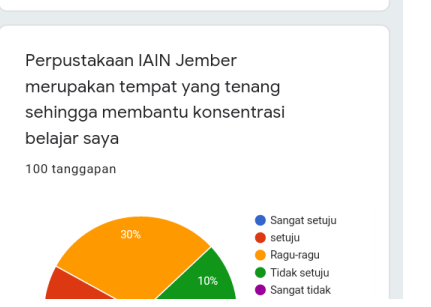 Perpustakaan IAIN Jember
merupakan tempat yang tenang
sehingga membantu konsentrasi
belajar saya
100 tanggapan
30%
10%
Sangat setuju
setuju
Ragu-ragu
Tidak setuju
Sangat tidak